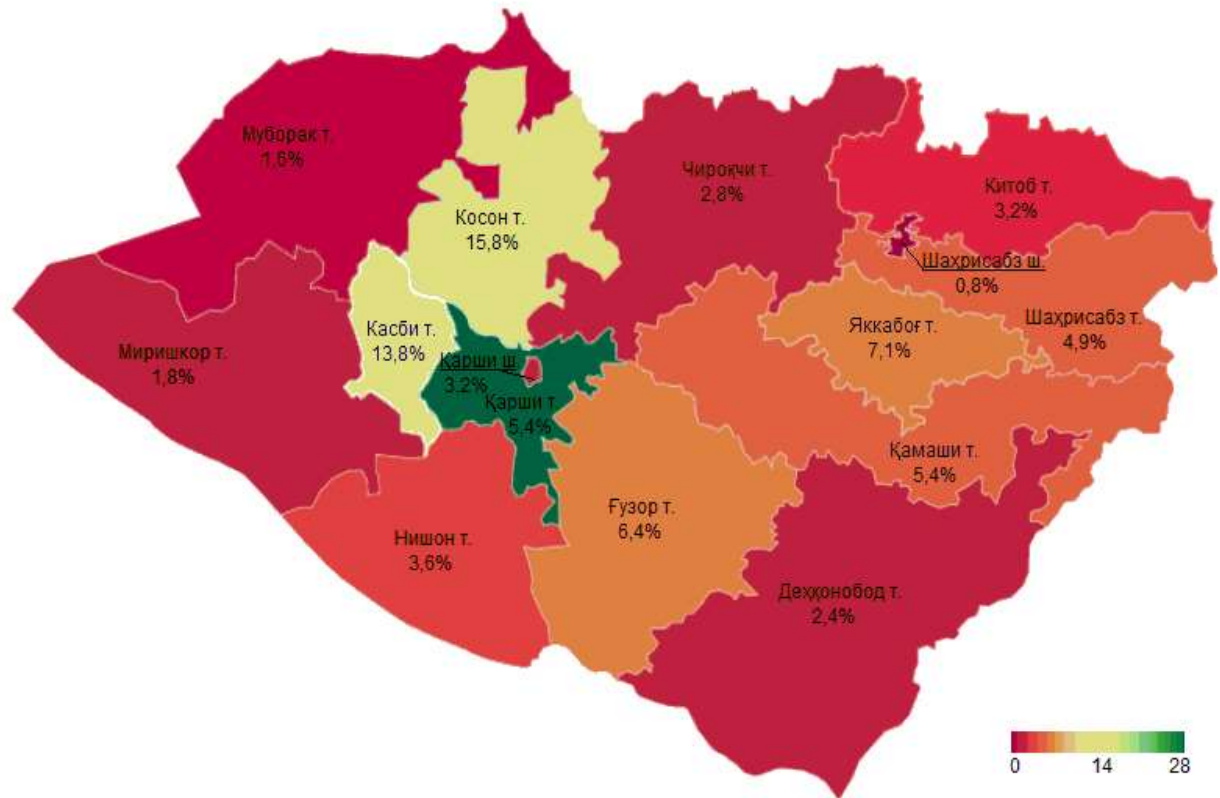 Муборак т.
1,6%
Косон т.
15,8%
Чироқчи т.
2,8%
Китоб т.
3,2%
Шаҳрисабз ш.
0,8%
Шаҳрисабз т.
4,9%
Миришкор т.
1,8%
Касби т.
13,8%
Қарши ш.
3.2%
Қарши т.
5,4%
Яккабоғ т.
7,1%
Қамаши т.
5,4%
Ғузор т.
6,4%
Нишон т.
3,6%
Деҳқонобод т.
2,4%
0 14 28